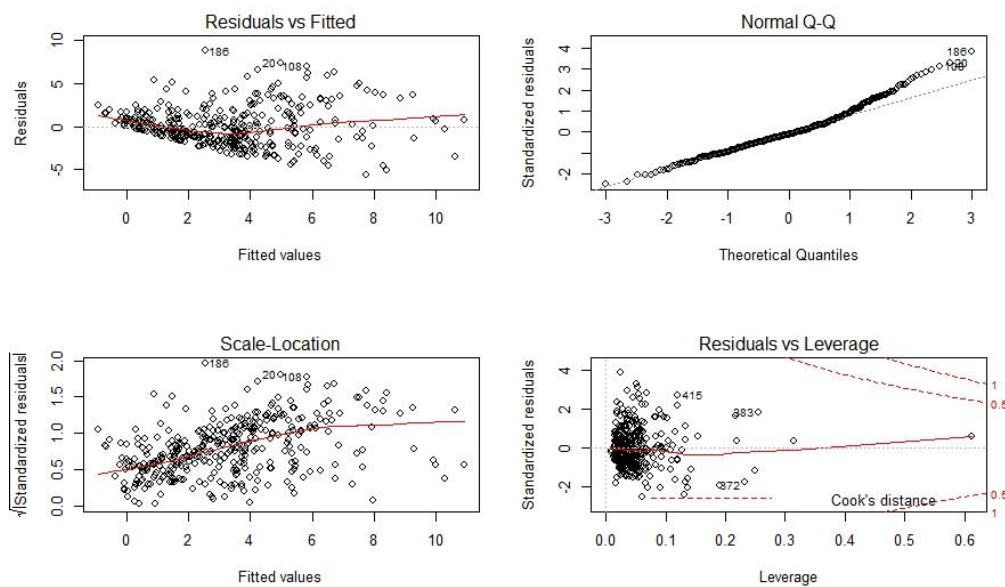 Residuals vs Fitted
Residuals
10
5
0
-5
186
20
108
0 2 4 6 8 10
Fitted values
Normal Q-Q
Standardized residuals
4
3
2
1
0
-2
186
20
108
-3 -2 -1 0 1 2 3
Theoretical Quantiles
Scale-Location
√|Standardized residuals|
2.0
1.5
1.0
0.5
0.0
186
20
108
0 2 4 6 8 10
Fitted values
Residuals vs Leverage
Standardized residuals
4
2
0
-2
415
383
372
Cook's distance
1
0.5
0.5
1
0.0 0.1 0.2 0.3 0.4 0.5 0.6
Leverage